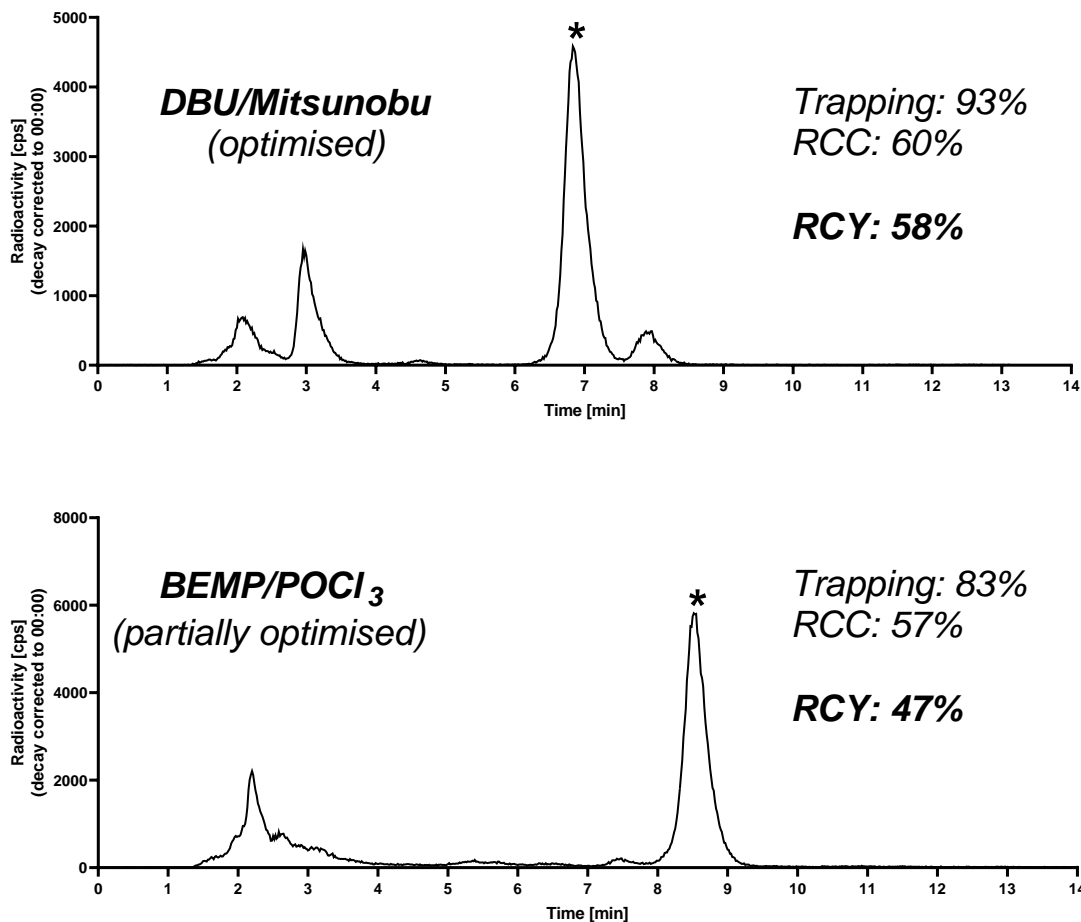 5000
4000
3000
2000
1000
0
Radioactivity [cps]
(decay corrected to 00:00)
DBU/Mitsunobu
(optimised)
*
Trapping: 93%
RCC: 60%
RCY: 58%
0 1 2 3 4 5 6 7 8 9 10 11 12 13 14
Time [min]
8000
6000
4000
2000
0
Radioactivity [cps]
(decay corrected to 00:00)
BEMP/POCl3
(partially optimised)
*
Trapping: 83%
RCC: 57%
RCY: 47%
0 1 2 3 4 5 6 7 8 9 10 11 12 13 14
Time [min]